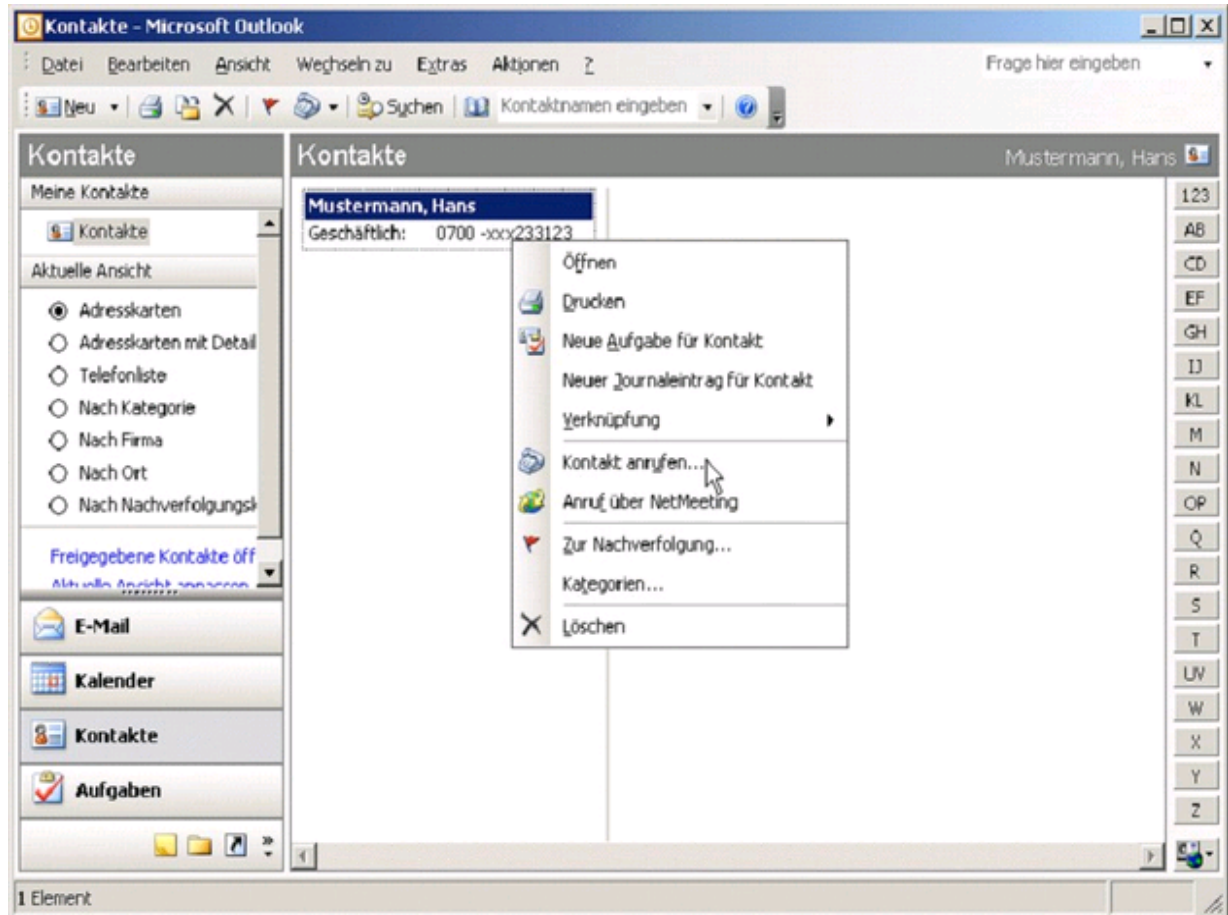 Kontakte - Microsoft Outlook
Datei Bearbeiten Ansicht Wechseln zu Extras Aktionen ? Frage hier eingeben
Neu Suchen Kontaktnamen eingeben
Kontakte
Meine Kontakte
Kontakte
Aktuelle Ansicht
Adresskarten
Adresskarten mit Detail
Telefonliste
Nach Kategorie
Nach Firma
Nach Ort
Nach Nachverfolgungsk
Freigegebene Kontakte öff
Aktuelle Ansicht anpassen
E-Mail
Kalender
Kontakte
Aufgaben
Kontakte Mustermann, Hans
Mustermann, Hans
Geschäftlich: 0700 -xxx233123
Öffnen
Drucken
Neue Aufgabe für Kontakt
Neuer Journaleintrag für Kontakt
Verknüpfung
Kontakt anrufen...
Anruf über NetMeeting
Zur Nachverfolgung...
Kategorien...
Löschen
123
AB
CD
EF
GH
IJ
KL
M
N
OP
Q
R
S
T
UV
W
X
Y
Z
1 Element